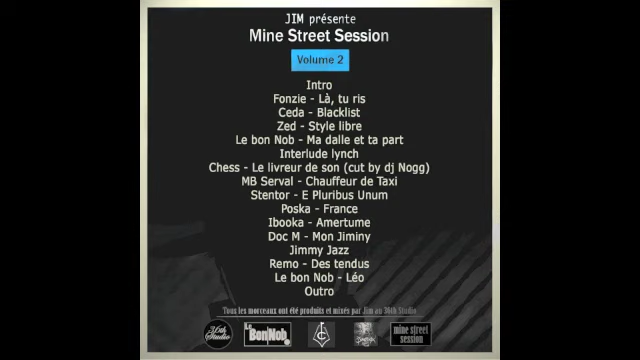 JIM présente
Mine Street Session
Volume 2
Intro
Fonzie - Là, tu ris
Ceda - Blacklist
Zed - Style libre
Le bon Nob - Ma dalle et ta part
Interlude lynch
Chess - Le livreur de son (cut by dj Nogg)
MB Serval - Chauffeur de Taxi
Stentor - E Pluribus Unum
Poska - France
Ibooka - Amertume
Doc M - Mon Jiminy
Jimmy Jazz
Remo - Des tendus
Le bon Nob - Léo
Outro
Tous les morceaux ont été produits et mixés par Jim au 36th Studio
36th Studio
Le Bon Nob
mine street session